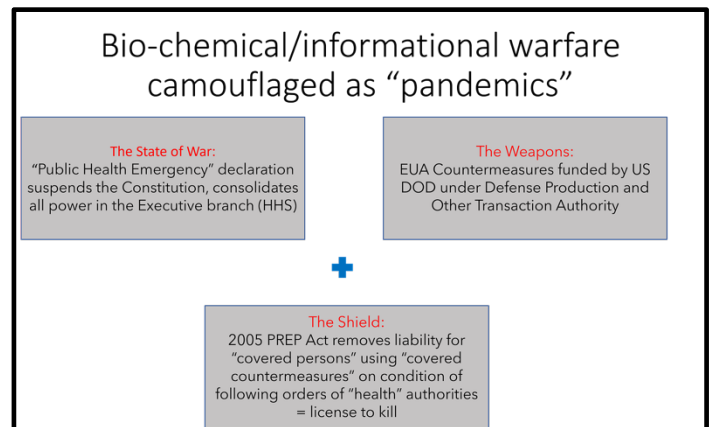 Bio-chemical/informational warfare
camouflaged as “pandemics”
The State of War:
“Public Health Emergency” declaration
suspends the Constitution, consolidates
all power in the Executive branch (HHS)
The Weapons:
EUA Countermeasures funded by US
DOD under Defense Production and
Other Transaction Authority
The Shield:
2005 PREP Act removes liability for
“covered persons” using “covered
countermeasures” on condition of
following orders of “health” authorities
= license to kill